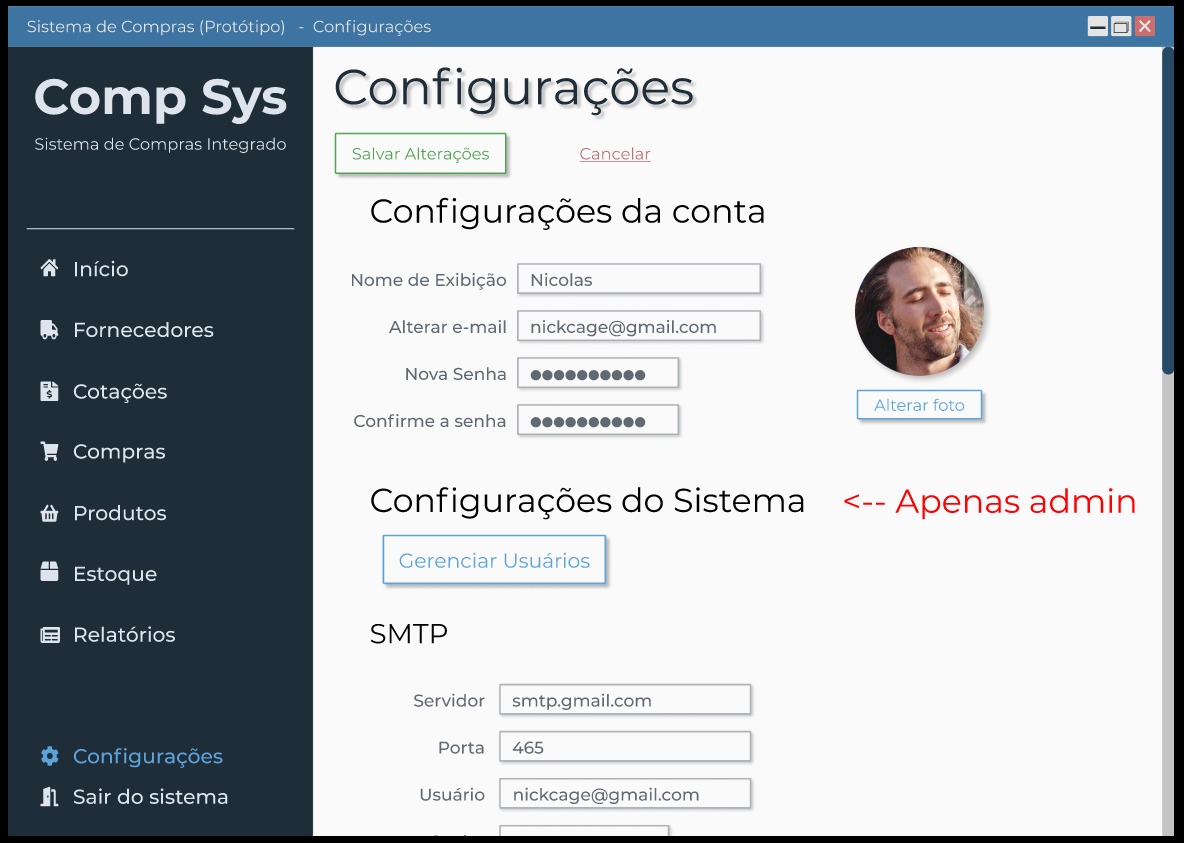 Sistema de Compras (Protótipo) - Configurações
Comp Sys
Sistema de Compras Integrado
Início
Fornecedores
Cotações
Compras
Produtos
Estoque
Relatórios
Configurações
Sair do sistema
Configurações
Salvar Alterações
Cancelar
Configurações da conta
Nome de Exibição Nicolas
Alterar e-mail nickcage@gmail.com
Nova Senha ●●●●●●●●●●
Confirme a senha ●●●●●●●●●●
Alterar foto
Configurações do Sistema <-- Apenas admin
Gerenciar Usuários
SMTP
Servidor smtp.gmail.com
Porta 465
Usuário nickcage@gmail.com